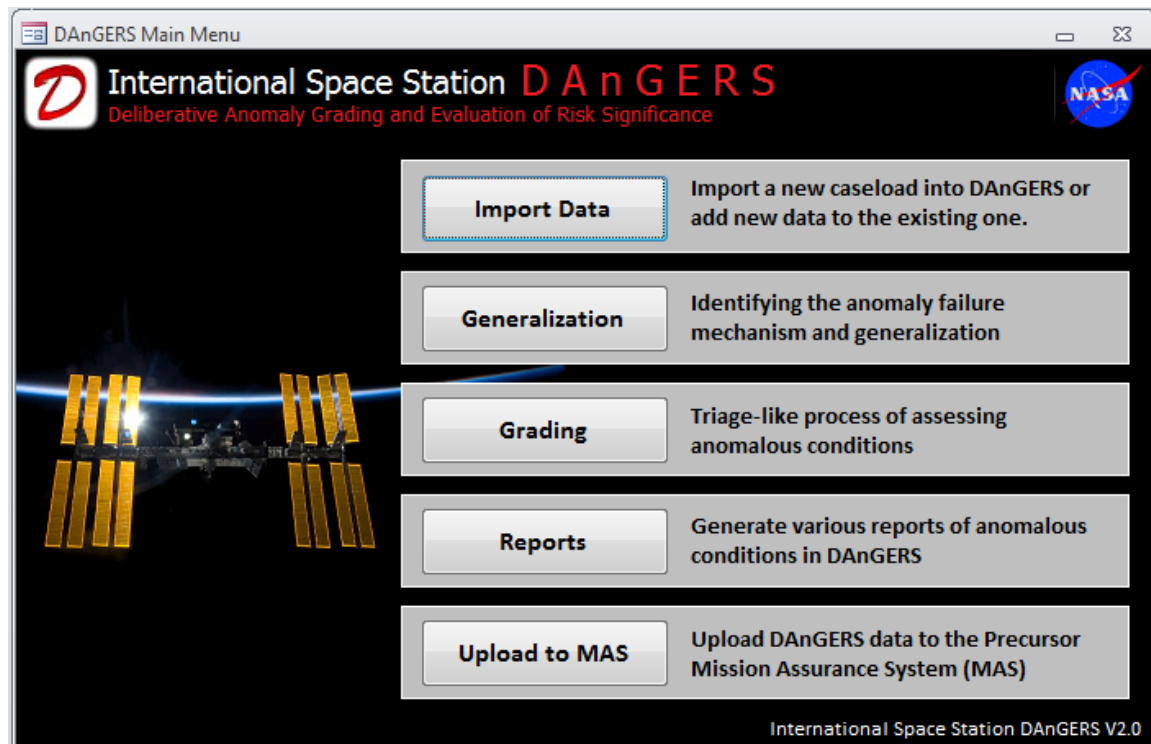 DAnGERS Main Menu
International Space Station DAnGERS
Deliberative Anomaly Grading and Evaluation of Risk Significance
NASA
Import Data
Import a new caseload into DAnGERS or
add new data to the existing one.
Generalization
Identifying the anomaly failure
mechanism and generalization
Grading
Triage-like process of assessing
anomalous conditions
Reports
Generate various reports of anomalous
conditions in DAnGERS
Upload to MAS
Upload DAnGERS data to the Precursor
Mission Assurance System (MAS)
International Space Station DAnGERS V2.0